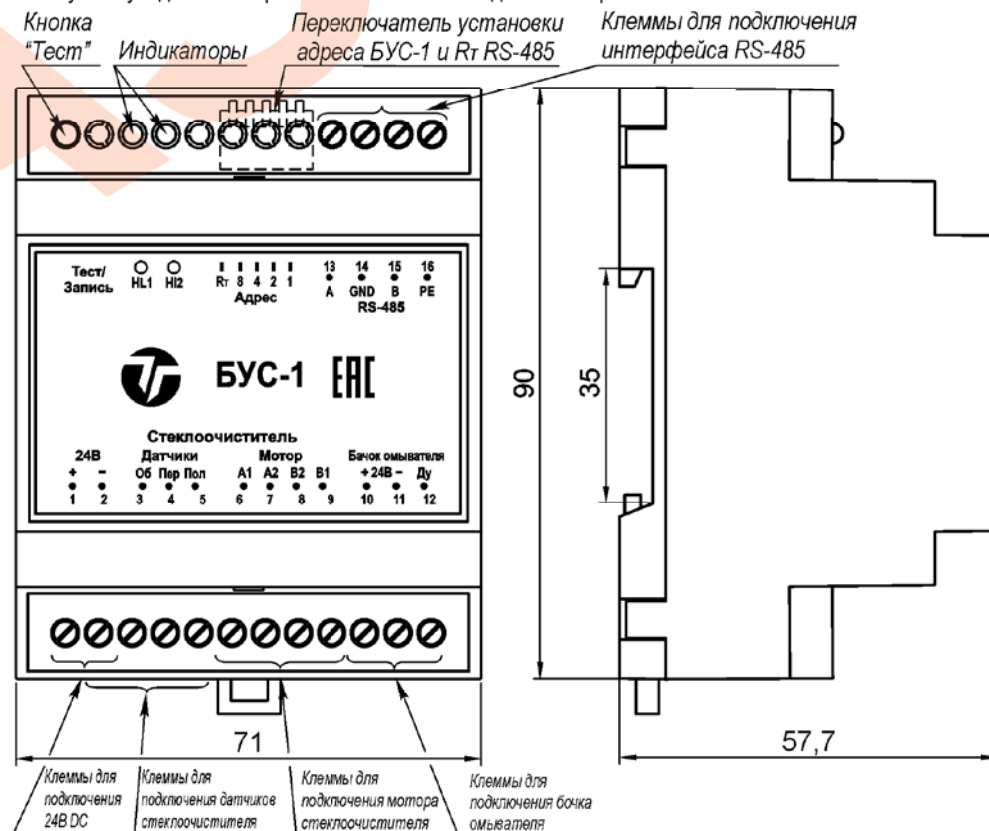 Кнопка
"Тест"
Индикаторы
Переключатель установки
адреса БУС-1 и Rт RS-485
Клеммы для подключения
интерфейса RS-485
Тест/
Запись
HL1 Hl2
Rт 8 4 2 1
Адрес
13 14 15 16
A GND B PE
RS-485
БУС-1 EAC
Стеклоочиститель
24В Датчики Мотор Бачок омывателя
+ − Об Пер Пол A1 A2 B2 B1 + 24В − Ду
1 2 3 4 5 6 7 8 9 10 11 12
90
35
71
57,7
Клеммы для
подключения
24В DC
Клеммы для
подключения датчиков
стеклоочистителя
Клеммы для
подключения мотора
стеклоочистителя
Клеммы для
подключения бочка
омывателя